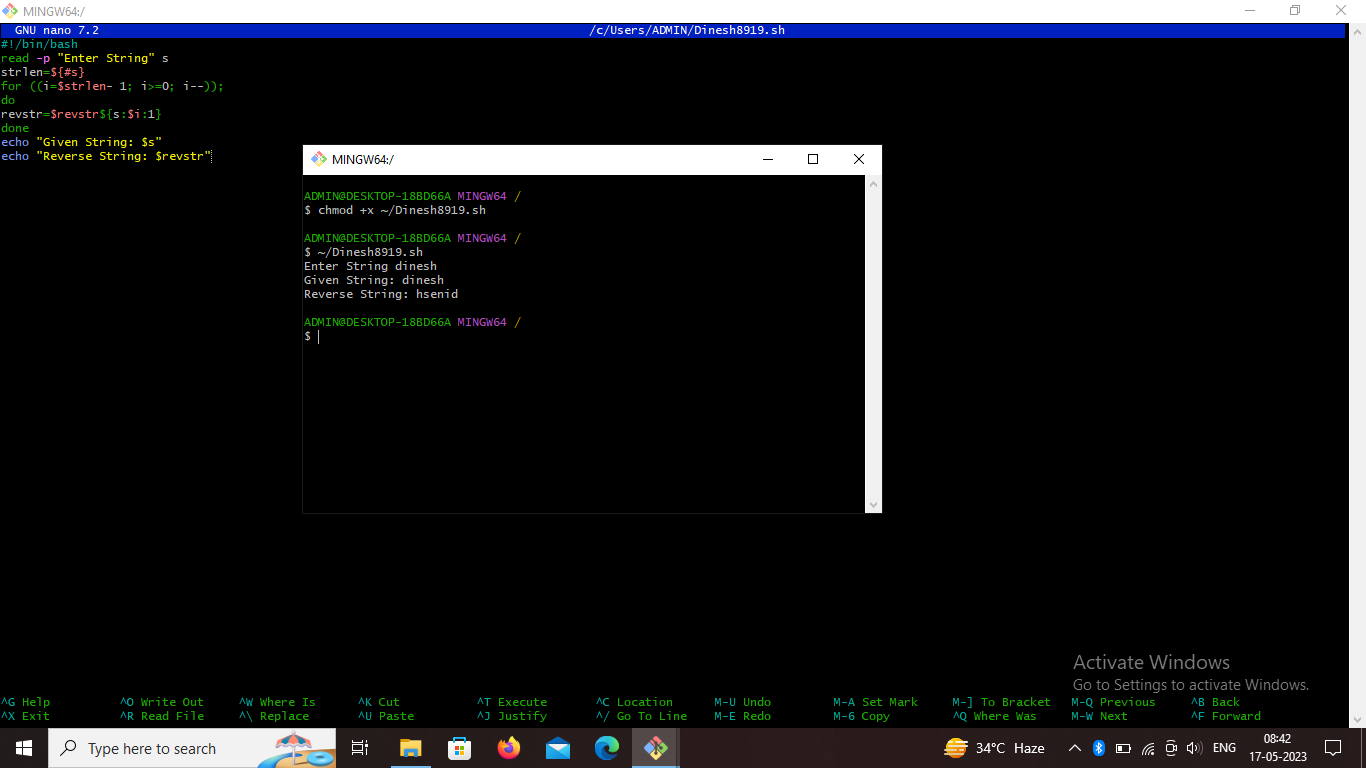 MINGW64:/
GNU nano 7.2 /c/Users/ADMIN/Dinesh8919.sh
#!/bin/bash
read -p "Enter String" s
strlen=${#s}
for ((i=$strlen- 1; i>=0; i--));
do
revstr=$revstr${s:$i:1}
done
echo "Given String: $s"
echo "Reverse String: $revstr"
MINGW64:/
ADMIN@DESKTOP-18BD66A MINGW64 /
$ chmod +x ~/Dinesh8919.sh
ADMIN@DESKTOP-18BD66A MINGW64 /
$ ~/Dinesh8919.sh
Enter String dinesh
Given String: dinesh
Reverse String: hsenid
ADMIN@DESKTOP-18BD66A MINGW64 /
$
Activate Windows
Go to Settings to activate Windows.
^G Help ^O Write Out ^W Where Is ^K Cut ^T Execute ^C Location M-U Undo M-A Set Mark M-] To Bracket M-Q Previous ^B Back
^X Exit ^R Read File ^\ Replace ^U Paste ^J Justify ^/ Go To Line M-E Redo M-6 Copy ^Q Where Was M-W Next ^F Forward
Type here to search
34°C Haze
ENG
08:42
17-05-2023